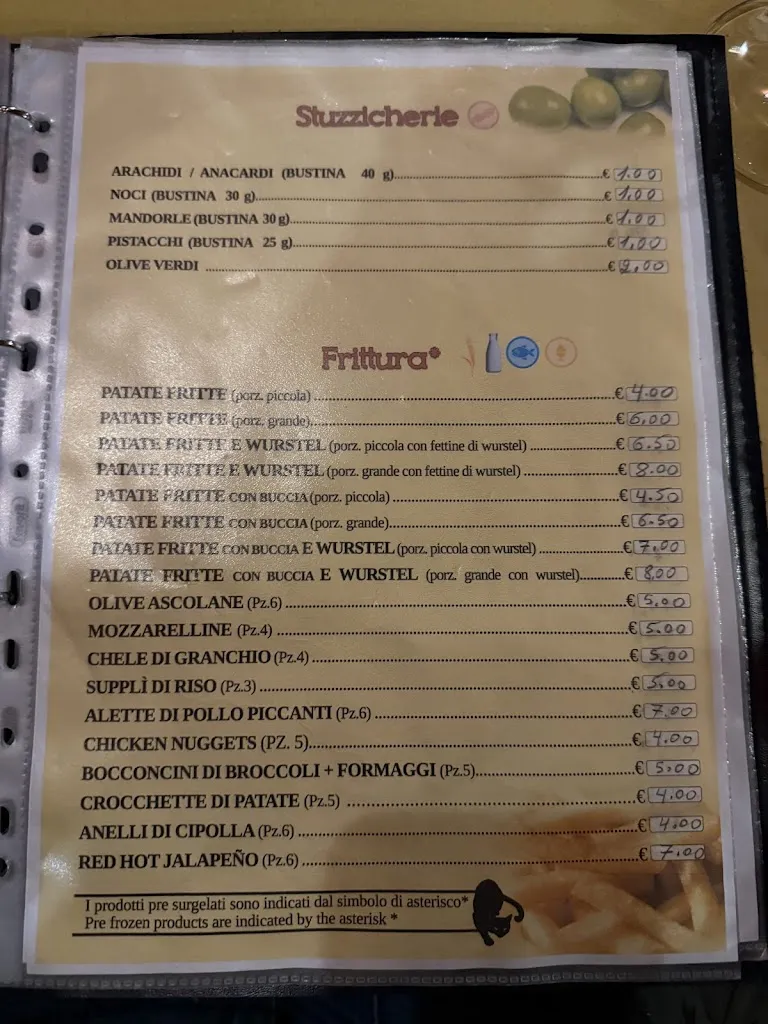 Stuzzicherie
ARACHIDI / ANACARDI (BUSTINA 40 g)....€ 1.00
NOCI (BUSTINA 30 g)....€ 1,00
MANDORLE (BUSTINA 30 g)....€ 1,00
PISTACCHI (BUSTINA 25 g)....€ 1,00
OLIVE VERDI ....€ 2,00
Frittura*
PATATE FRITTE (porz. piccola) ....€ 4.00
PATATE FRITTE (porz. grande)....€ 6,00
PATATE FRITTE E WURSTEL (porz. piccola con fettine di wurstel) ....€ 6.50
PATATE FRITTE E WURSTEL (porz. grande con fettine di wurstel) ....€ 8.00
PATATE FRITTE CON BUCCIA (porz. piccola) ....€ 4.50
PATATE FRITTE CON BUCCIA (porz. grande)....€ 6.50
PATATE FRITTE CON BUCCIA E WURSTEL (porz. piccola con wurstel) ....€ 7,00
PATATE FRITTE CON BUCCIA E WURSTEL (porz. grande con wurstel)....€ 8,00
OLIVE ASCOLANE (Pz.6) ....€ 5,00
MOZZARELLINE (Pz.4) ....€ 5.00
CHELE DI GRANCHIO (Pz.4) ....€ 5,00
SUPPLÌ DI RISO (Pz.3) ....€ 5,00
ALETTE DI POLLO PICCANTI (Pz.6) ....€ 7,00
CHICKEN NUGGETS (PZ. 5)....€ 4.00
BOCCONCINI DI BROCCOLI + FORMAGGI (Pz.5)....€ 5,00
CROCCHETTE DI PATATE (Pz.5) ....€ 4.00
ANELLI DI CIPOLLA (Pz.6) ....€ 4,00
RED HOT JALAPEÑO (Pz.6) ....€ 7,00
I prodotti pre surgelati sono indicati dal simbolo di asterisco*
Pre frozen products are indicated by the asterisk *